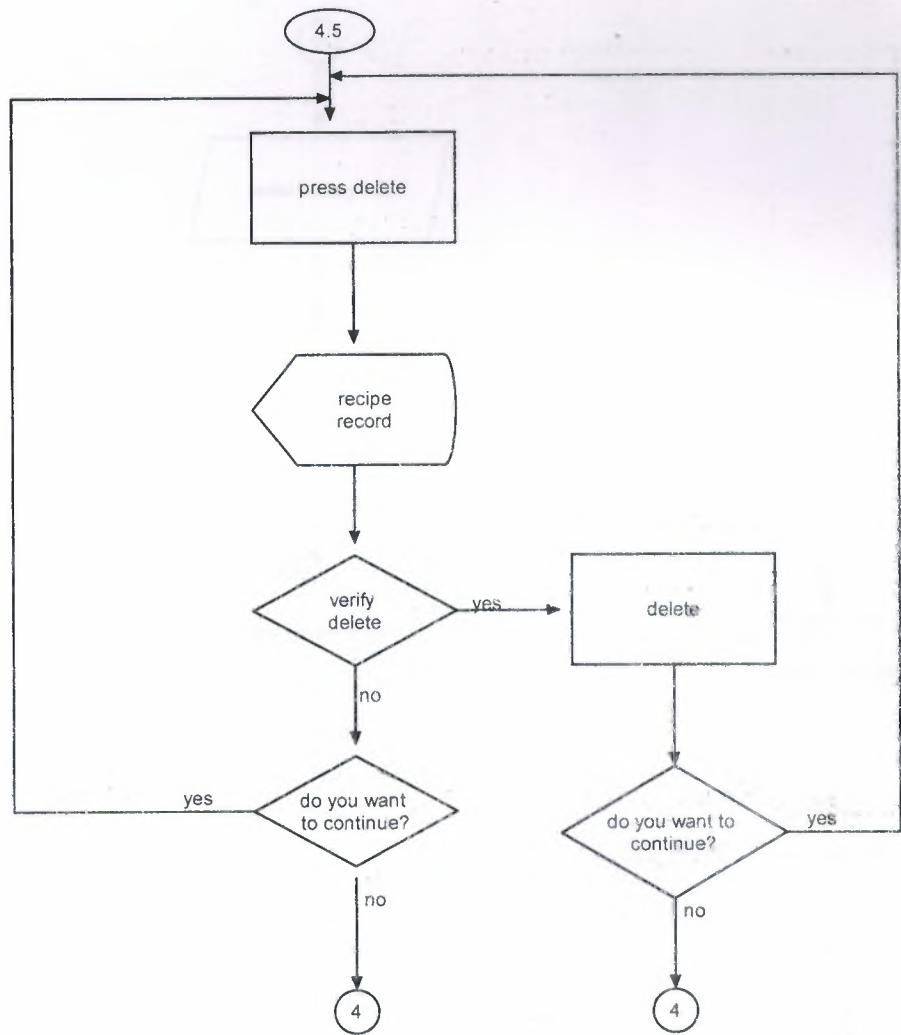 4.5
press delete
recipe
record
verify
delete
yes
delete
no
yes
do you want
to continue?
do you want to
continue?
yes
no
no
4
4